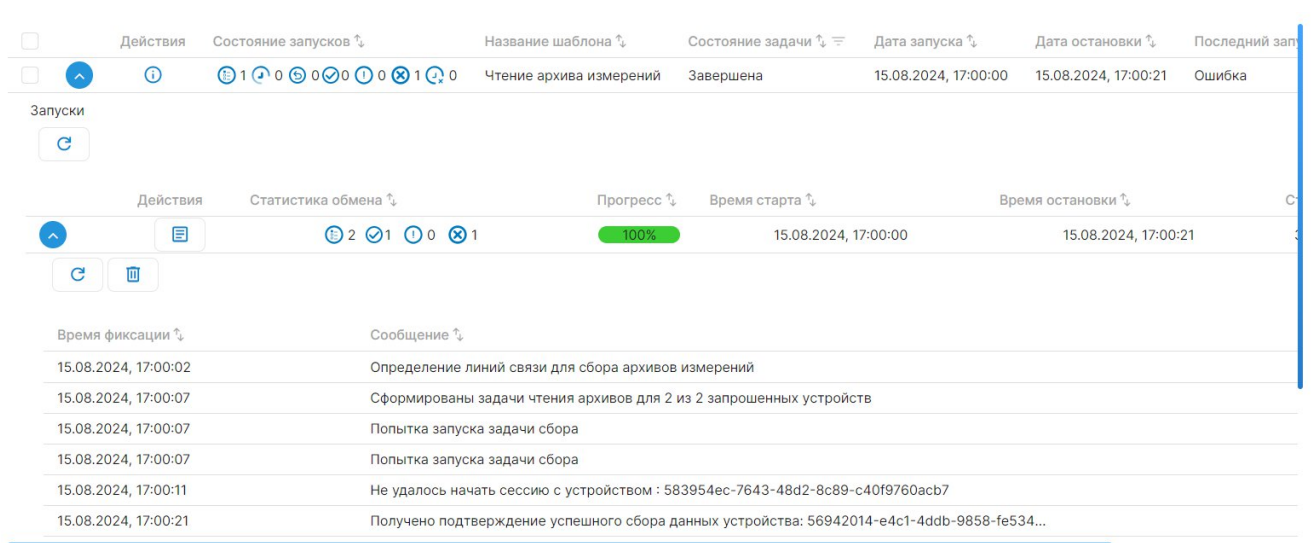 Действия Состояние запусков Название шаблона Состояние задачи Дата запуска Дата остановки Последний
1 0 0 0 0 1 0 Чтение архива измерений Завершена 15.08.2024, 17:00:00 15.08.2024, 17:00:21 Ошибка
Запуски
Действия Статистика обмена Прогресс Время старта Время остановки
2 1 0 1 100% 15.08.2024, 17:00:00 15.08.2024, 17:00:21
Время фиксации Сообщение
15.08.2024, 17:00:02 Определение линий связи для сбора архивов измерений
15.08.2024, 17:00:07 Сформированы задачи чтения архивов для 2 из 2 запрошенных устройств
15.08.2024, 17:00:07 Попытка запуска задачи сбора
15.08.2024, 17:00:07 Попытка запуска задачи сбора
15.08.2024, 17:00:11 Не удалось начать сессию с устройством : 583954ec-7643-48d2-8c89-c40f9760acb7
15.08.2024, 17:00:21 Получено подтверждение успешного сбора данных устройства: 56942014-e4c1-4ddb-9858-fe534...